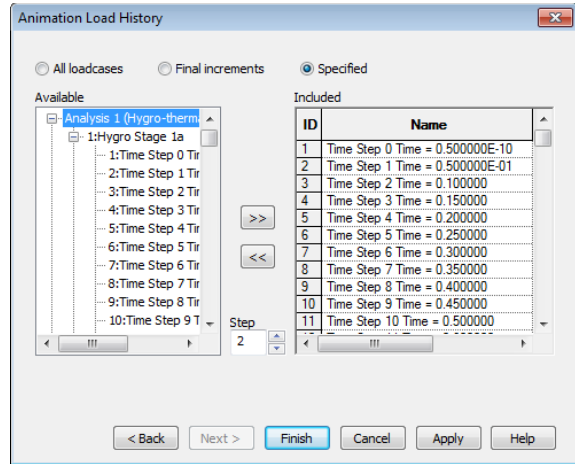 Animation Load History
All loadcases Final increments Specified
Available Included
Analysis 1 (Hygro-therm
1:Hygro Stage 1a
1:Time Step 0 Tir
2:Time Step 1 Tir
3:Time Step 2 Tir
4:Time Step 3 Tir
5:Time Step 4 Tir
6:Time Step 5 Tir
7:Time Step 6 Tir
8:Time Step 7 Tir
9:Time Step 8 Tir
10:Time Step 9 T
>>
<<
Step
2
ID Name
1 Time Step 0 Time = 0.500000E-10
2 Time Step 1 Time = 0.500000E-01
3 Time Step 2 Time = 0.100000
4 Time Step 3 Time = 0.150000
5 Time Step 4 Time = 0.200000
6 Time Step 5 Time = 0.250000
7 Time Step 6 Time = 0.300000
8 Time Step 7 Time = 0.350000
9 Time Step 8 Time = 0.400000
10 Time Step 9 Time = 0.450000
11 Time Step 10 Time = 0.500000
< Back Next > Finish Cancel Apply Help